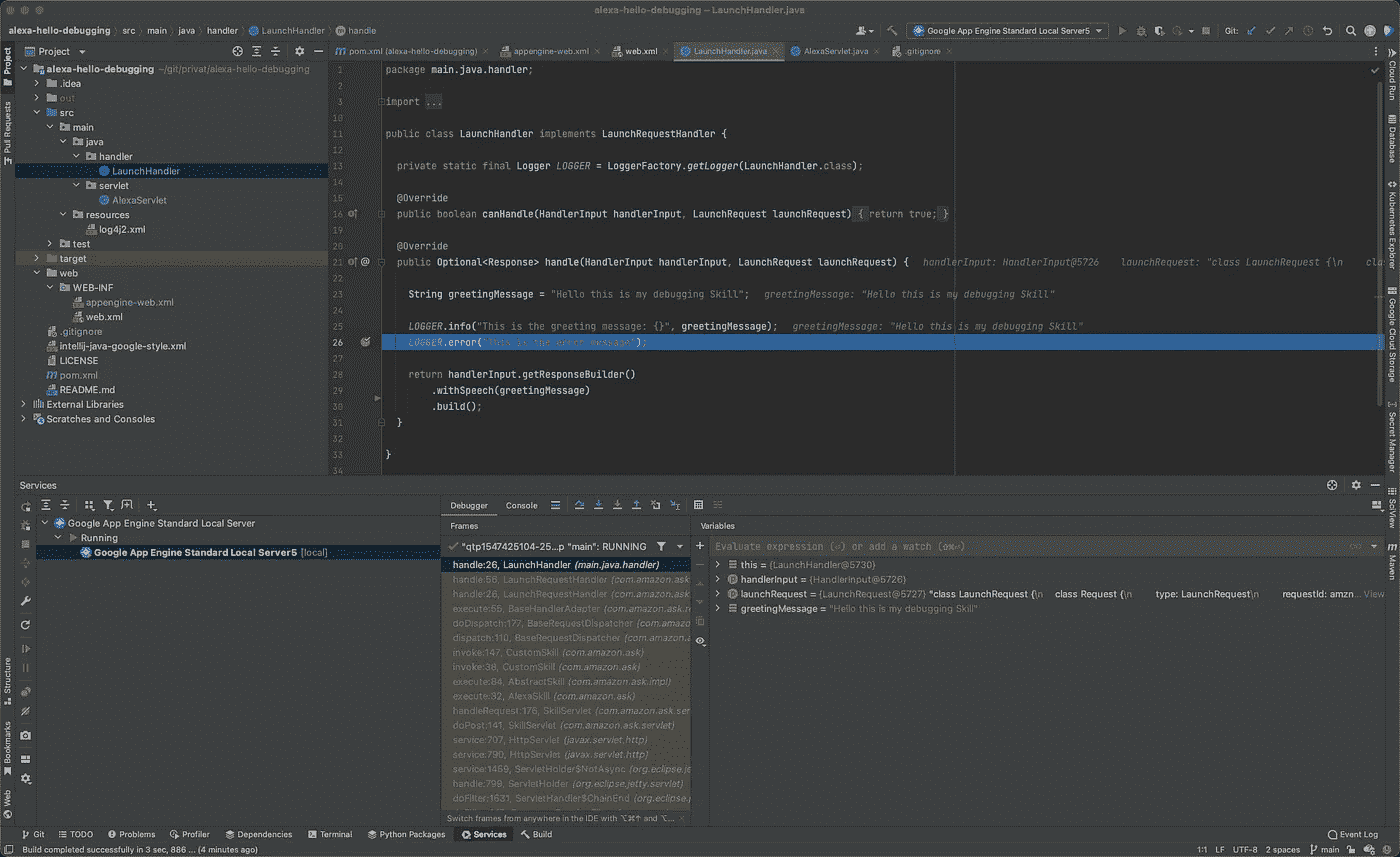 alexa-hello-debugging – LaunchHandler.java
alexa-hello-debugging › src › main › java › handler › LaunchHandler › handle
Google App Engine Standard Local Server5
Git:
Project
pom.xml (alexa-hello-debugging)
appengine-web.xml
web.xml
LaunchHandler.java
AlexaServlet.java
.gitignore
alexa-hello-debugging ~/git/privat/alexa-hello-debugging
.idea
out
src
main
java
handler
LaunchHandler
servlet
AlexaServlet
resources
log4j2.xml
test
target
web
WEB-INF
appengine-web.xml
web.xml
.gitignore
intellij-java-google-style.xml
LICENSE
pom.xml
README.md
External Libraries
Scratches and Consoles
1 package main.java.handler;
2
3 import ...
10
11 public class LaunchHandler implements LaunchRequestHandler {
12
13 private static final Logger LOGGER = LoggerFactory.getLogger(LaunchHandler.class);
14
15 @Override
16 public boolean canHandle(HandlerInput handlerInput, LaunchRequest launchRequest) { return true; }
19
20 @Override
21 public Optional<Response> handle(HandlerInput handlerInput, LaunchRequest launchRequest) { handlerInput: HandlerInput@5726 launchRequest: "class LaunchRequest {\n cla
22
23 String greetingMessage = "Hello this is my debugging Skill"; greetingMessage: "Hello this is my debugging Skill"
24
25 LOGGER.info("This is the greeting message: {}", greetingMessage); greetingMessage: "Hello this is my debugging Skill"
26 LOGGER.error("This is the error message");
27
28 return handlerInput.getResponseBuilder()
29 .withSpeech(greetingMessage)
30 .build();
31 }
32
33 }
34
Project
Pull Requests
Structure
Bookmarks
Web
Cloud Run
Database
Kubernetes Explorer
Google Cloud Storage
Secret Manager
SciView
Maven
Services
Google App Engine Standard Local Server
Running
Google App Engine Standard Local Server5 [local]
Debugger
Console
Frames
"qtp1547425104-25...p "main": RUNNING
handle:26, LaunchHandler (main.java.handler)
handle:56, LaunchRequestHandler (com.amazon.ask
handle:26, LaunchRequestHandler (com.amazon.ask
execute:55, BaseHandlerAdapter (com.amazon.ask.r
doDispatch:177, BaseRequestDispatcher (com.amazo
dispatch:110, BaseRequestDispatcher (com.amazon.a
invoke:147, CustomSkill (com.amazon.ask)
invoke:38, CustomSkill (com.amazon.ask)
execute:84, AbstractSkill (com.amazon.ask.impl)
execute:32, AlexaSkill (com.amazon.ask)
handleRequest:176, SkillServlet (com.amazon.ask.ser
doPost:141, SkillServlet (com.amazon.ask.servlet)
service:707, HttpServlet (javax.servlet.http)
service:790, HttpServlet (javax.servlet.http)
service:1459, ServletHolder$NotAsync (org.eclipse.je
handle:799, ServletHolder (org.eclipse.jetty.servlet)
doFilter:1631, ServletHandler$ChainEnd (org.eclipse.j
Switch frames from anywhere in the IDE with ⌥⌘↑ and ⌥...
Variables
Evaluate expression (⏎) or add a watch (⇧⌘⏎)
this = {LaunchHandler@5730}
handlerInput = {HandlerInput@5726}
launchRequest = {LaunchRequest@5727} "class LaunchRequest {\n class Request {\n type: LaunchRequest\n requestId: amzn... View
greetingMessage = "Hello this is my debugging Skill"
Git
TODO
Problems
Profiler
Dependencies
Terminal
Python Packages
Services
Build
Event Log
Build completed successfully in 3 sec, 886 ... (4 minutes ago)
1:1 LF UTF-8 2 spaces main